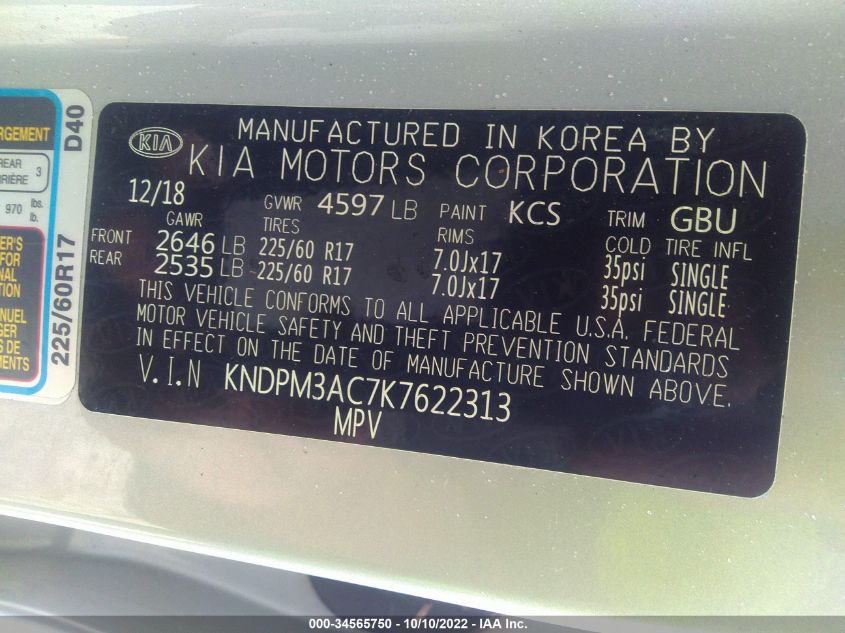 RGEMENT
REAR
RRIÈRE 3
970 lbs. lb.
ER'S
FOR
NAL
TION
NUEL
GER
S DE
MENTS
D40
225/60R17
KIA
MANUFACTURED IN KOREA BY
KIA MOTORS CORPORATION
12/18 GVWR 4597 LB PAINT KCS TRIM GBU
GAWR TIRES RIMS COLD TIRE INFL
FRONT 2646 LB 225/60 R17 7.0Jx17 35psi SINGLE
REAR 2535 LB 225/60 R17 7.0Jx17 35psi SINGLE
THIS VEHICLE CONFORMS TO ALL APPLICABLE U.S.A. FEDERAL
MOTOR VEHICLE SAFETY AND THEFT PREVENTION STANDARDS
IN EFFECT ON THE DATE OF MANUFACTURE SHOWN ABOVE.
V.I.N KNDPM3AC7K7622313
MPV
000-34565750 - 10/10/2022 - IAA Inc.